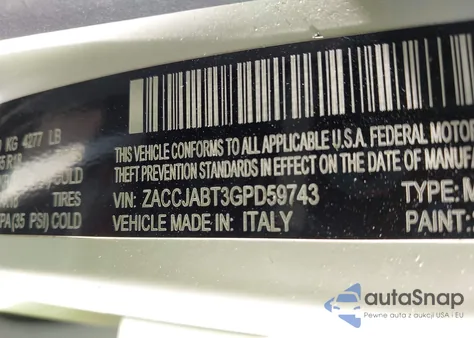 KG 4277 LB
R18
COLD
TIRES
PA(35 PSI) COLD
THIS VEHICLE CONFORMS TO ALL APPLICABLE U.S.A. FEDERAL MOTOR
THEFT PREVENTION STANDARDS IN EFFECT ON THE DATE OF MANUFA
VIN: ZACCJABT3GPD59743
TYPE:
VEHICLE MADE IN: ITALY
PAINT:
autoSnap
Pewne auta z aukcji USA i EU